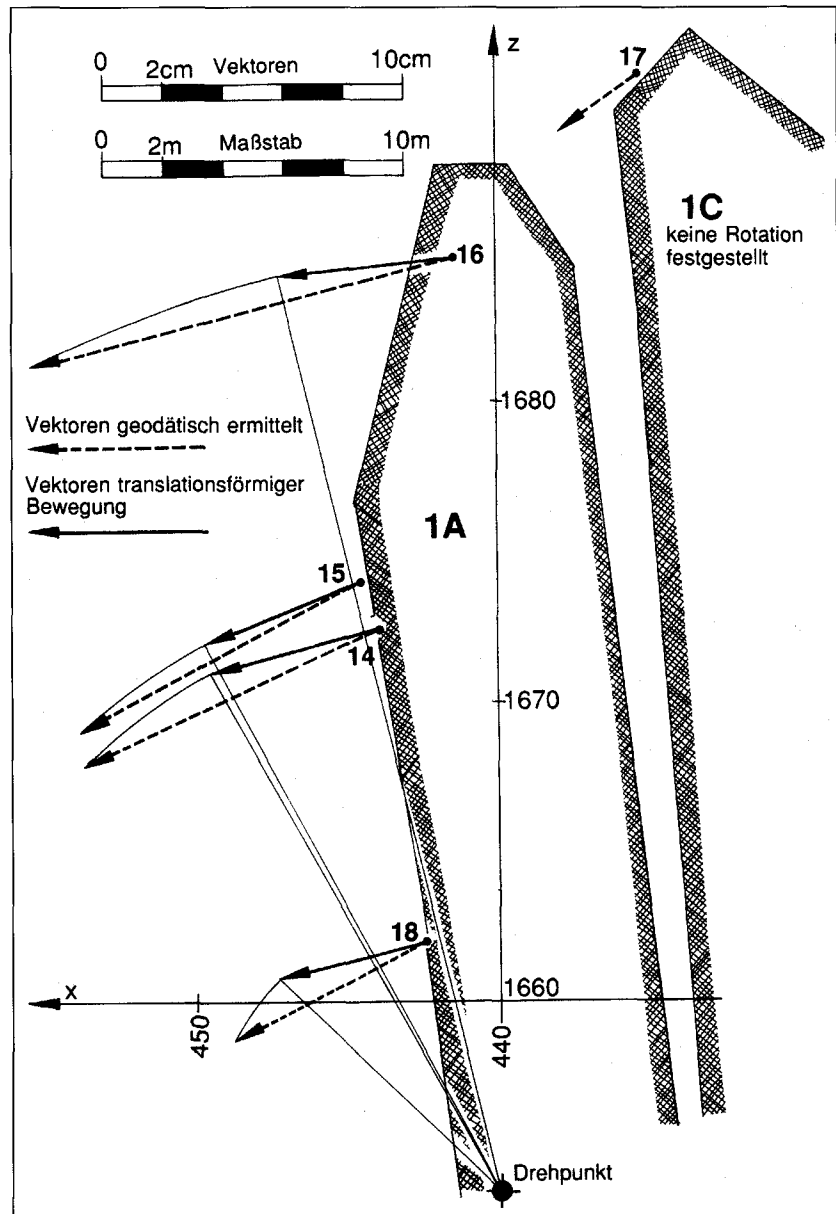 0
2cm
Vektoren
10cm
0
2m
Maßstab
10m
z
17
1C
keine Rotation
festgestellt
16
1680
Vektoren geodätisch ermittelt
Vektoren translationsförmiger
Bewegung
1A
15
14
1670
18
x
1660
450
440
Drehpunkt